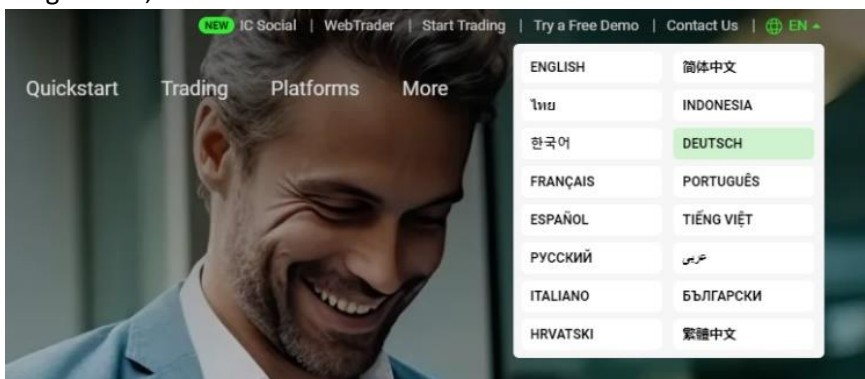 NEW IC Social | WebTrader | Start Trading | Try a Free Demo | Contact Us | EN
Quickstart Trading Platforms More
ENGLISH 简体中文
ไทย INDONESIA
한국어 DEUTSCH
FRANÇAIS PORTUGUÊS
ESPAÑOL TIẾNG VIỆT
РУССКИЙ عربى
ITALIANO БЪЛГАРСКИ
HRVATSKI 繁體中文